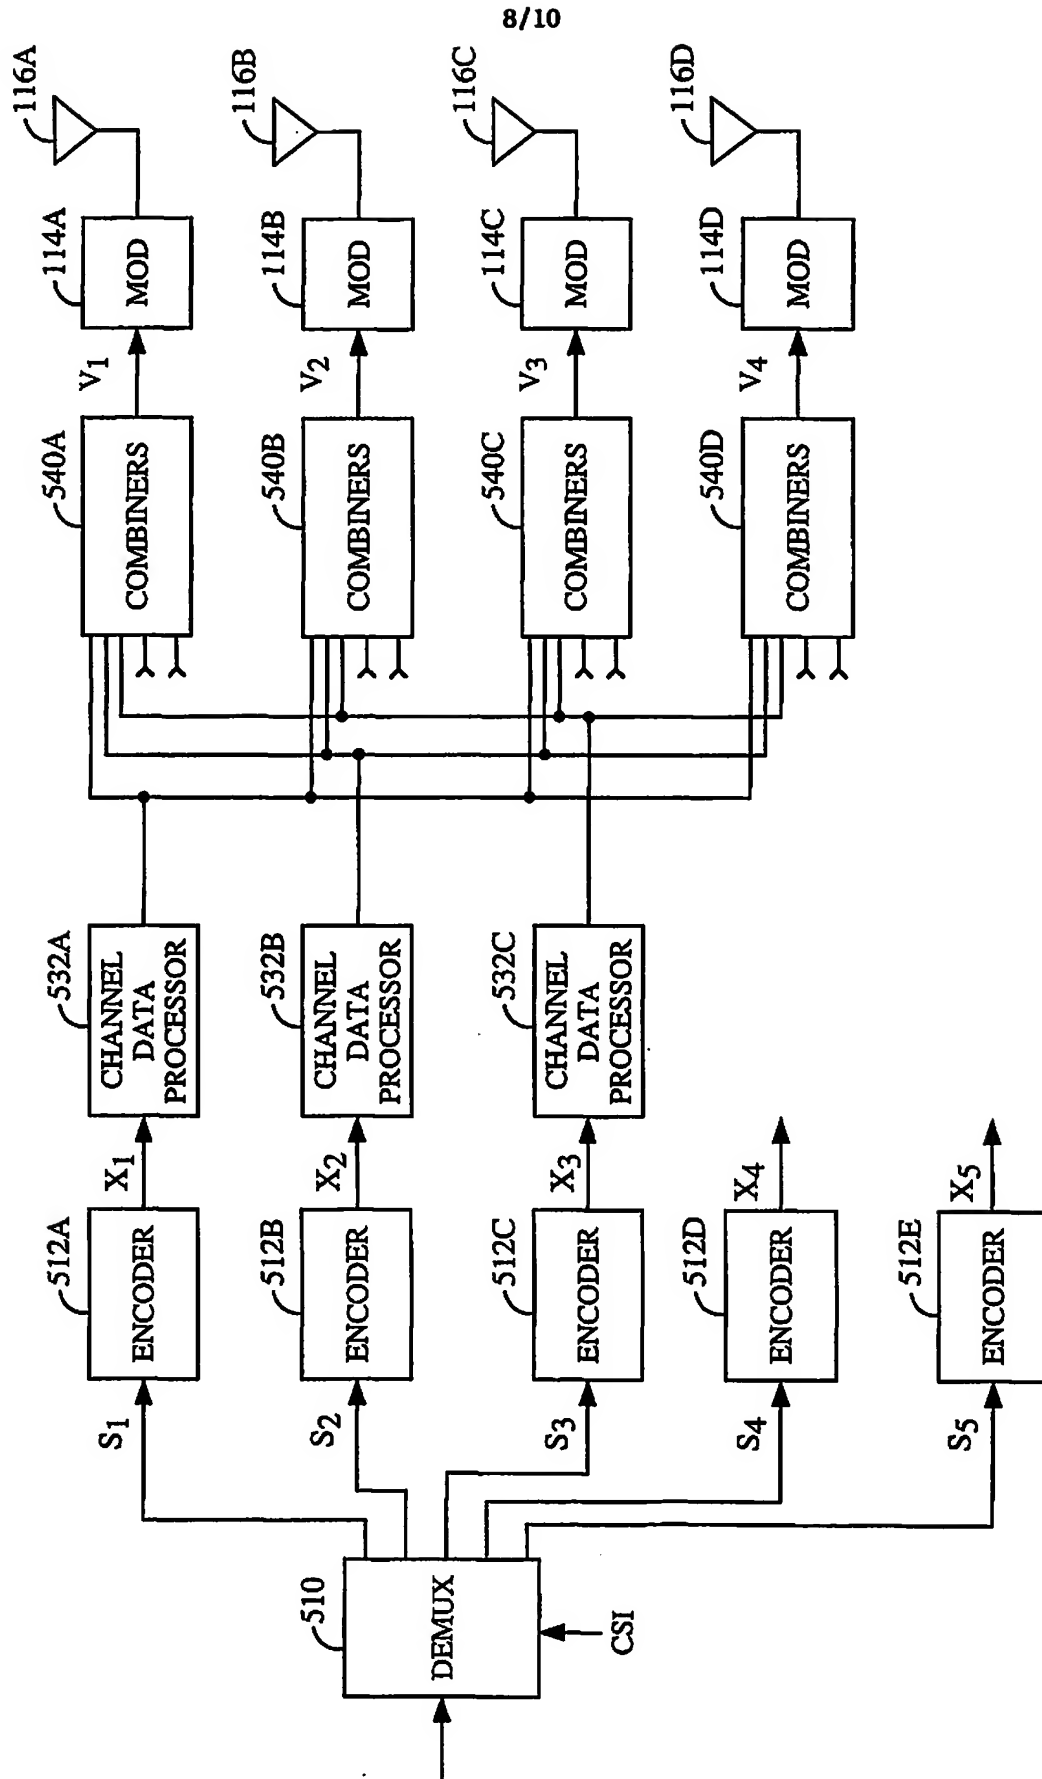 8/10
510
DEMUX
CSI
S1
512A
ENCODER
X1
532A
CHANNEL
DATA
PROCESSOR
540A
COMBINERS
V1
114A
MOD
116A
S2
512B
ENCODER
X2
532B
CHANNEL
DATA
PROCESSOR
540B
COMBINERS
V2
114B
MOD
116B
S3
512C
ENCODER
X3
532C
CHANNEL
DATA
PROCESSOR
540C
COMBINERS
V3
114C
MOD
116C
S4
512D
ENCODER
X4
540D
COMBINERS
V4
114D
MOD
116D
S5
512E
ENCODER
X5